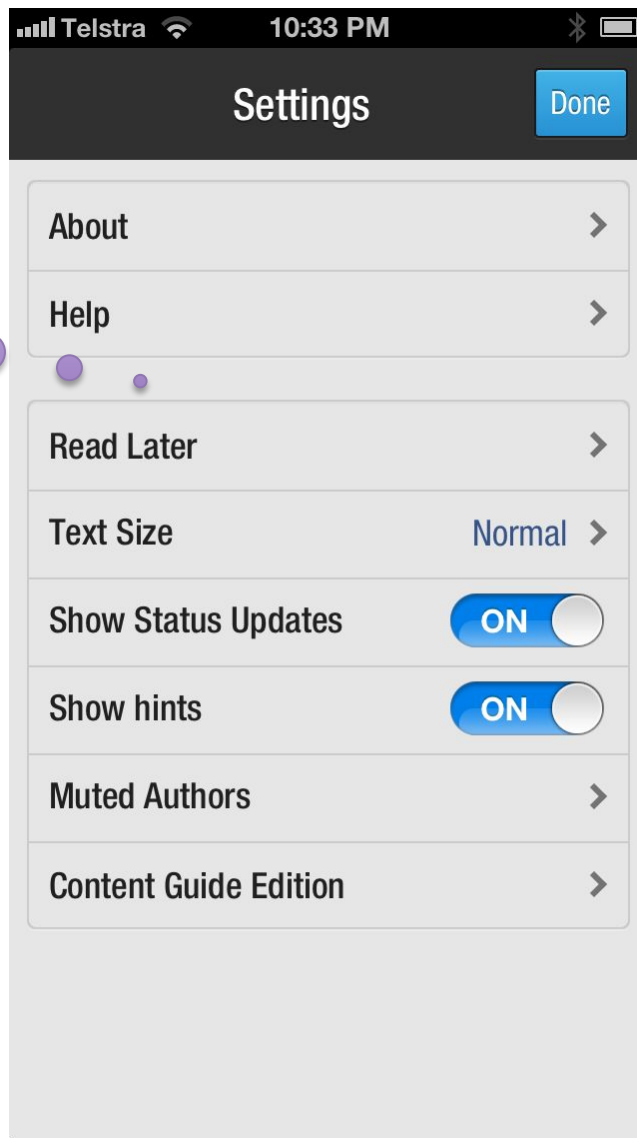 Telstra 10:33 PM
Settings Done
About
Help
Read Later
Text Size Normal
Show Status Updates ON
Show hints ON
Muted Authors
Content Guide Edition